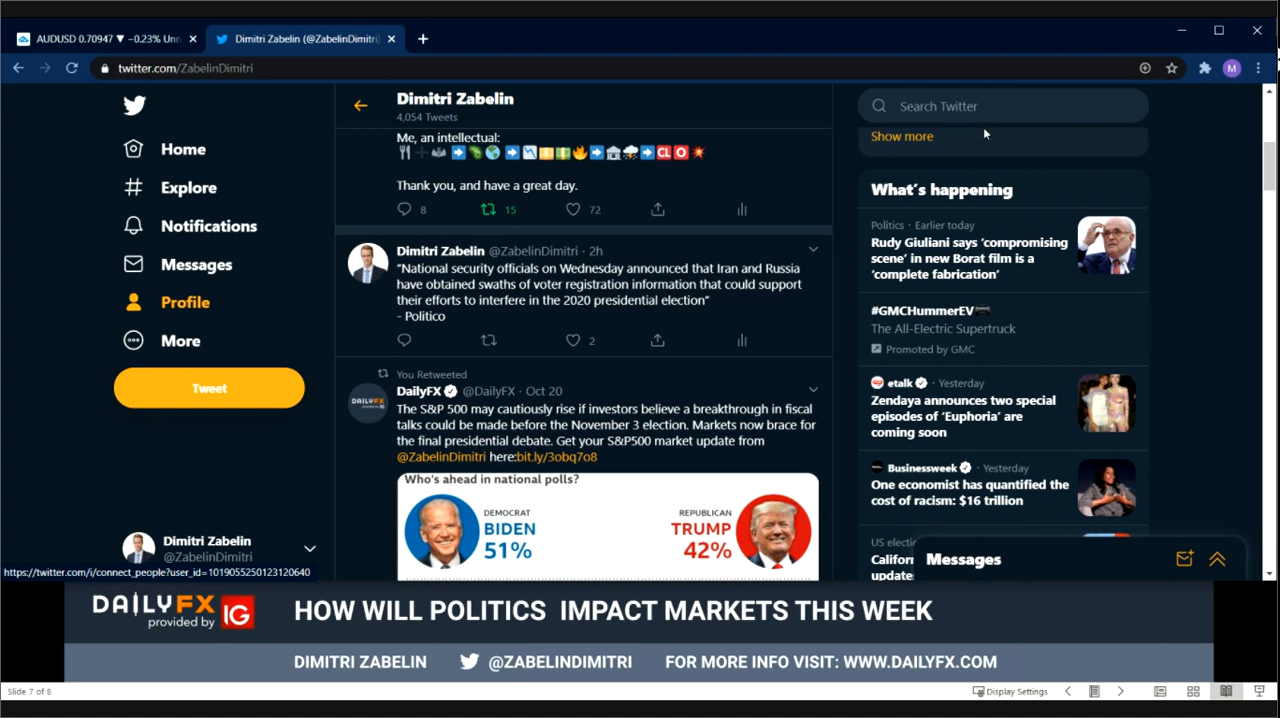 AUDUSD 0.70947 ▼ −0.23% Unn
Dimitri Zabelin (@ZabelinDimitri)
twitter.com/ZabelinDimitri
M
Home
Explore
Notifications
Messages
Profile
More
Tweet
Dimitri Zabelin
@ZabelinDimitri
https://twitter.com/i/connect_people?user_id=1019055250123120640
Dimitri Zabelin
4,054 Tweets
Me, an intellectual:
CL
Thank you, and have a great day.
8 15 72
Dimitri Zabelin @ZabelinDimitri · 2h
"National security officials on Wednesday announced that Iran and Russia
have obtained swaths of voter registration information that could support
their efforts to interfere in the 2020 presidential election"
- Politico
2
You Retweeted
DailyFX @DailyFX · Oct 20
The S&P 500 may cautiously rise if investors believe a breakthrough in fiscal
talks could be made before the November 3 election. Markets now brace for
the final presidential debate. Get your S&P500 market update from
@ZabelinDimitri here:bit.ly/3obq7o8
Who's ahead in national polls?
DEMOCRAT
BIDEN
51%
REPUBLICAN
TRUMP
42%
Search Twitter
Show more
What's happening
Politics · Earlier today
Rudy Giuliani says 'compromising
scene' in new Borat film is a
'complete fabrication'
#GMCHummerEV
The All-Electric Supertruck
Promoted by GMC
etalk · Yesterday
Zendaya announces two special
episodes of 'Euphoria' are
coming soon
Businessweek · Yesterday
One economist has quantified the
cost of racism: $16 trillion
US electi
Californ
update
Messages
DAILYFX
provided by IG
HOW WILL POLITICS IMPACT MARKETS THIS WEEK
DIMITRI ZABELIN @ZABELINDIMITRI FOR MORE INFO VISIT: WWW.DAILYFX.COM
Slide 7 of 8
Display Settings